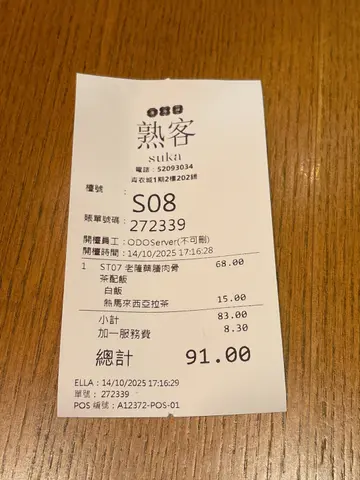 熟客
suka
電話：52093034
青衣城1期2樓202舖
檯號 :
S08
賬單號碼 : 272339
開檯員工 : ODOServer(不可刪)
開檯時間 : 14/10/2025 17:16:28
1 ST07 老隆藥膳肉骨茶配飯 68.00
白飯
熱馬來西亞拉茶 15.00
小計 83.00
加一服務費 8.30
總計 91.00
ELLA : 14/10/2025 17:16:29
單號 : 272339
POS 編號 : A12372-POS-01